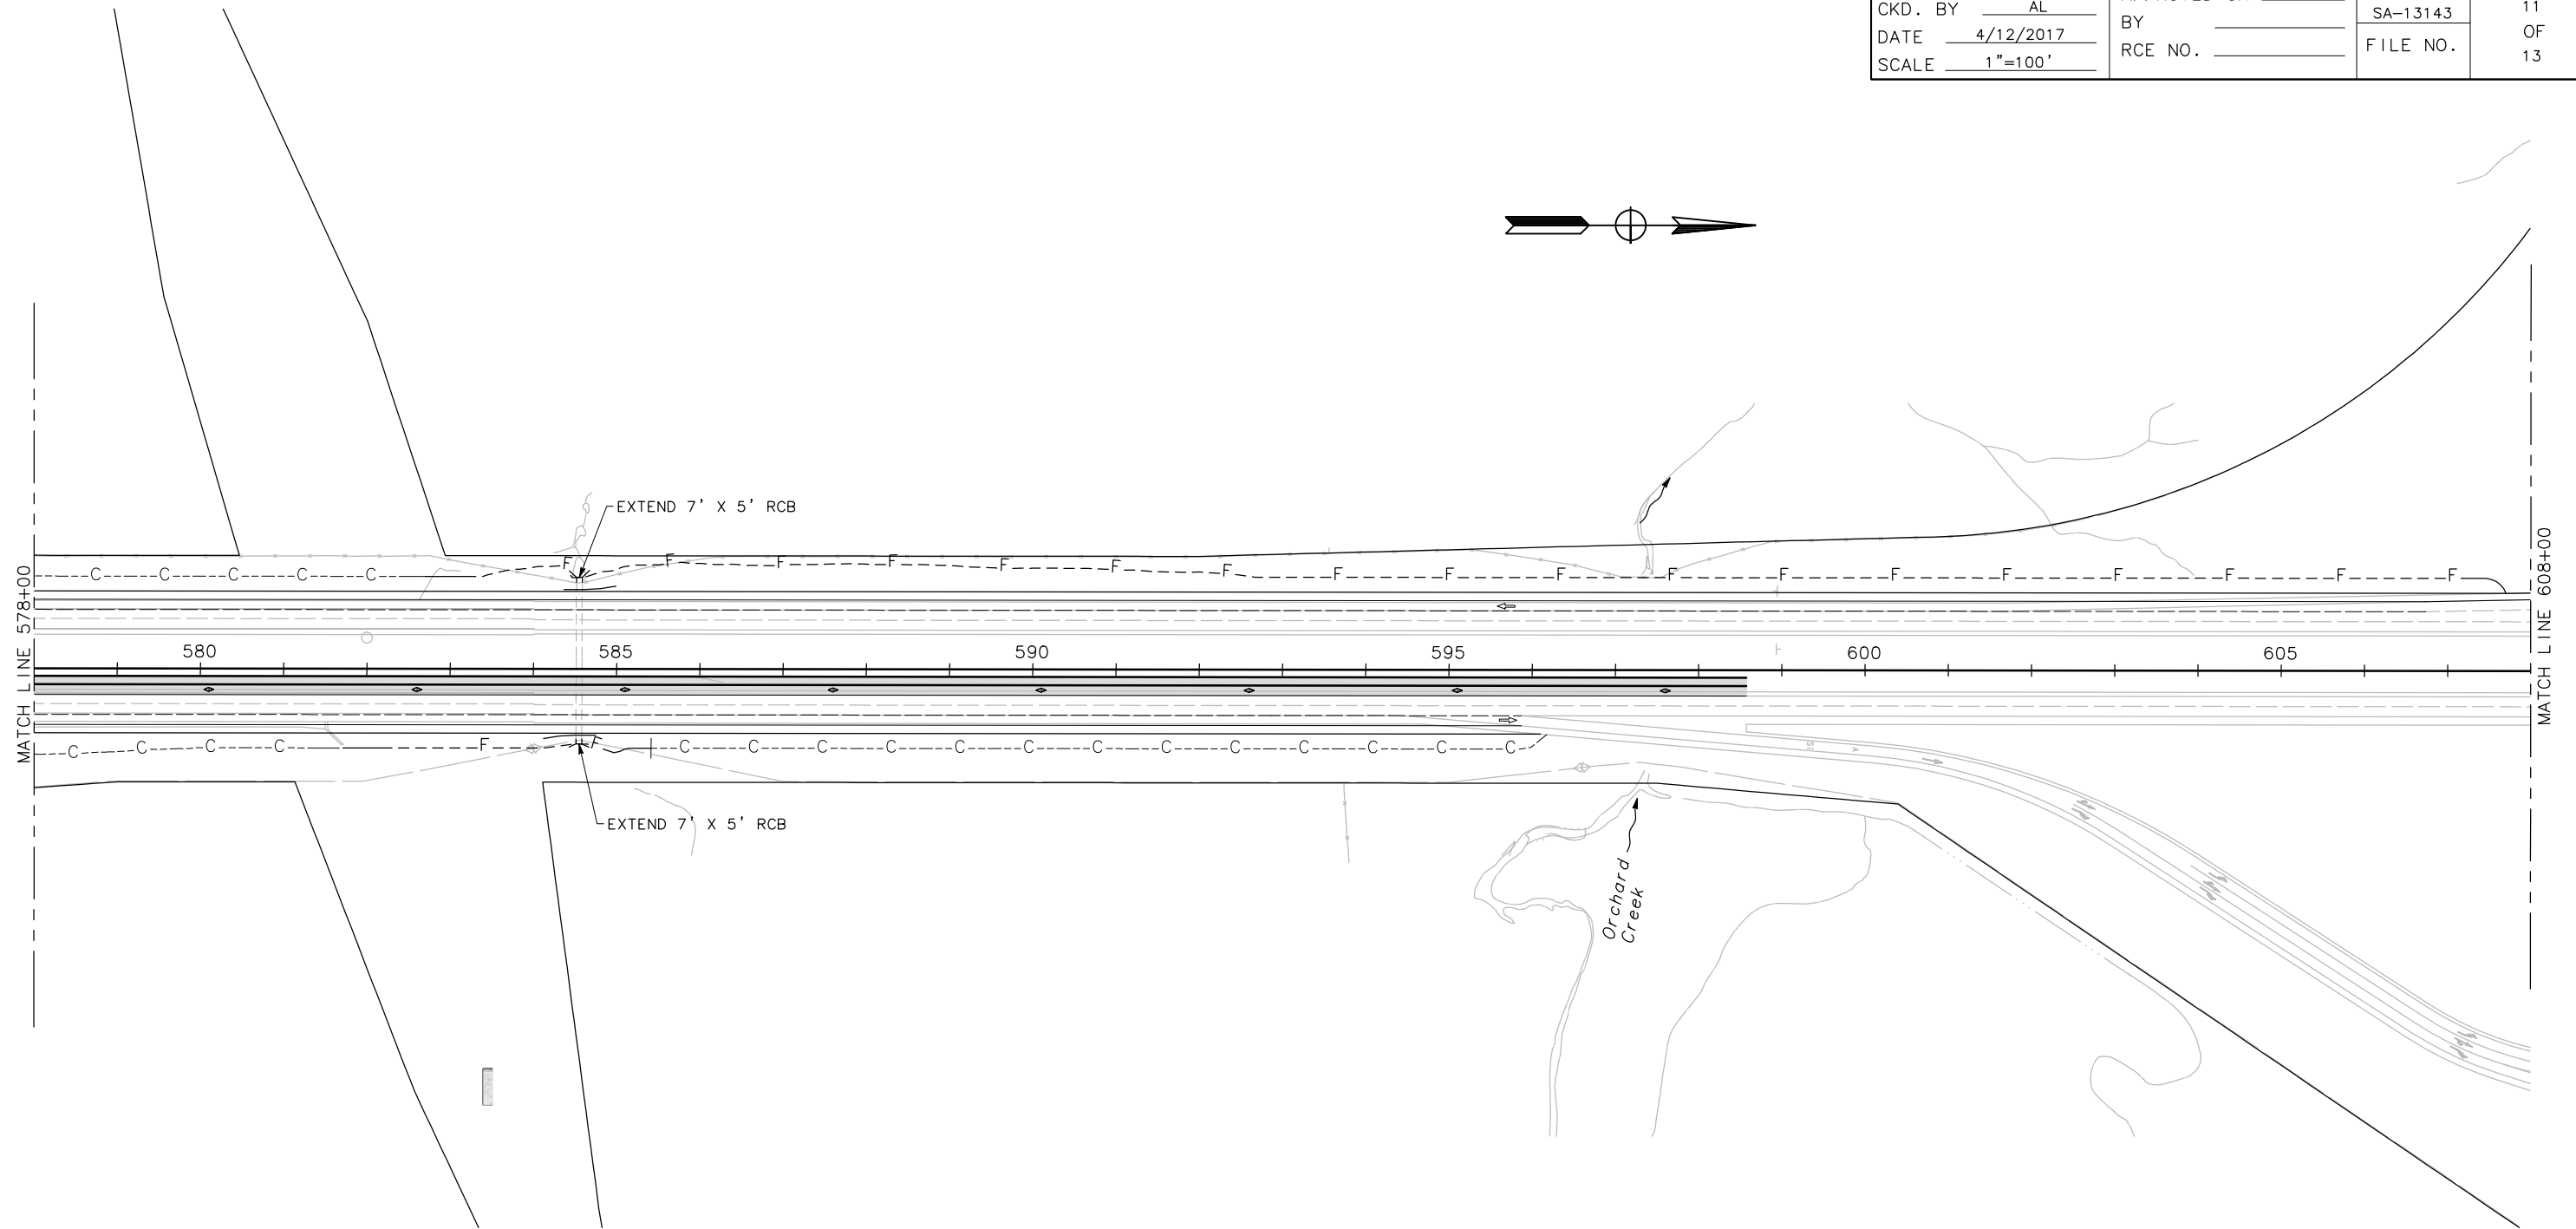 CKD. BY AL
DATE 4/12/2017
SCALE 1"=100'
BY
RCE NO.
SA-13143
FILE NO.
11
OF
13
EXTEND 7' X 5' RCB
F F F F F F F F F F F F F F F F F F
C C C C C
MATCH LINE 578+00
MATCH LINE 608+00
580 585 590 595 600 605
C C C C F F C C C C C C C C C C C C C
EXTEND 7' X 5' RCB
Orchard
Creek